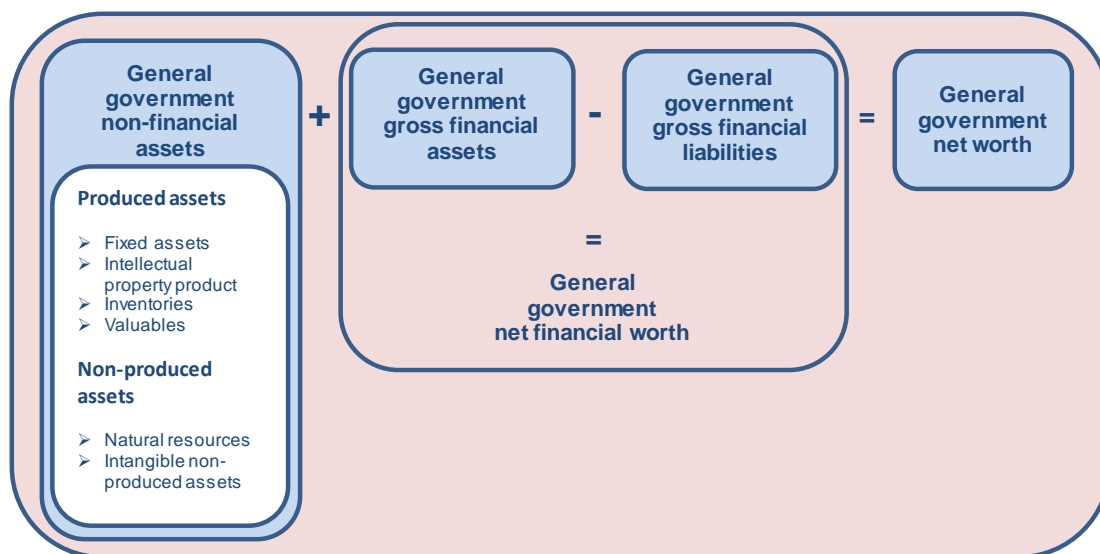 General
government
non-financial
assets
Produced assets
➢ Fixed assets
➢ Intellectual
property product
➢ Inventories
➢ Valuables
Non-produced
assets
➢ Natural resources
➢ Intangible non-
produced assets
+
General
government
gross financial
assets
-
General
government
gross financial
liabilities
=
General
government
net financial worth
=
General
government
net worth